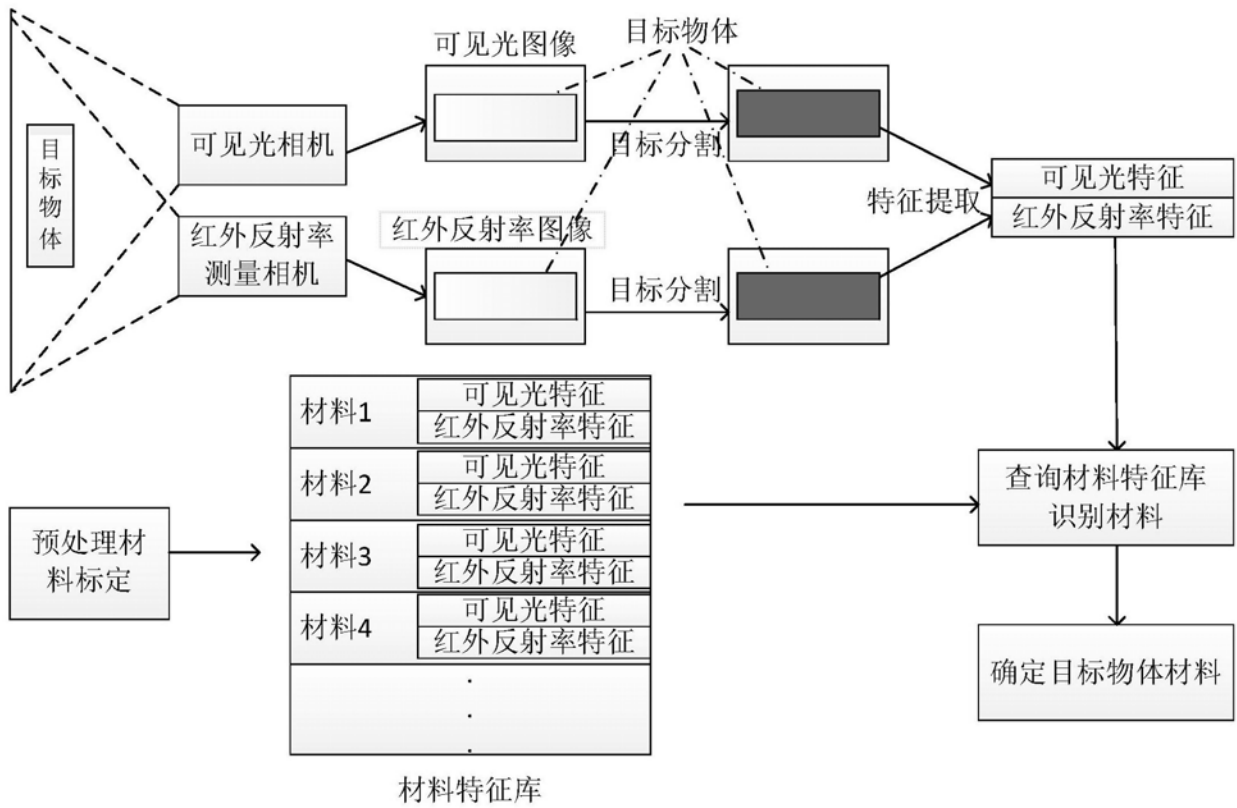 可见光图像
目标物体
目标物体
可见光相机
目标分割
可见光特征
特征提取
红外反射率特征
红外反射率图像
红外反射率
测量相机
目标分割
材料1
可见光特征
红外反射率特征
材料2
可见光特征
红外反射率特征
材料3
可见光特征
红外反射率特征
材料4
可见光特征
红外反射率特征
预处理材
料标定
查询材料特征库
识别材料
确定目标物体材料
材料特征库